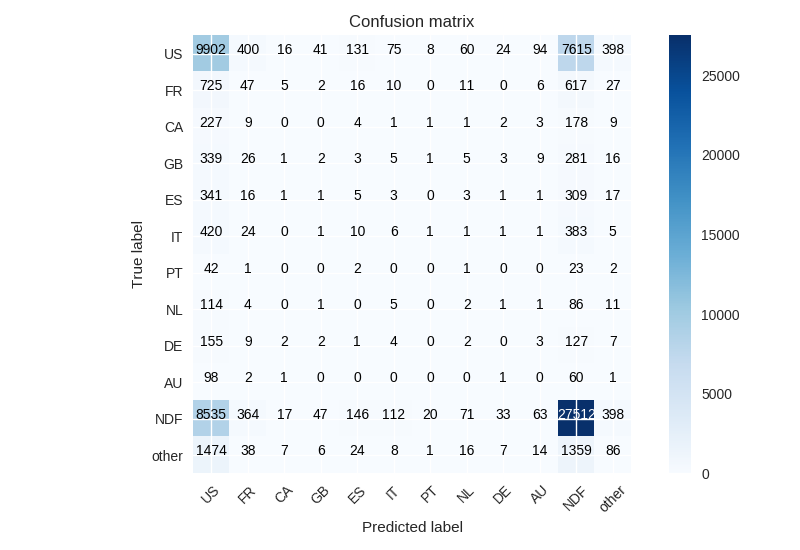 Confusion matrix
US 9902 400 16 41 131 75 8 60 24 94 7615 398
FR 725 47 5 2 16 10 0 11 0 6 617 27
CA 227 9 0 0 4 1 1 1 2 3 178 9
GB 339 26 1 2 3 5 1 5 3 9 281 16
ES 341 16 1 1 5 3 0 3 1 1 309 17
IT 420 24 0 1 10 6 1 1 1 1 383 5
PT 42 1 0 0 2 0 0 1 0 0 23 2
NL 114 4 0 1 0 5 0 2 1 1 86 11
DE 155 9 2 2 1 4 0 2 0 3 127 7
AU 98 2 1 0 0 0 0 0 1 0 60 1
NDF 8535 364 17 47 146 112 20 71 33 63 27512 398
other 1474 38 7 6 24 8 1 16 7 14 1359 86
US FR CA GB ES IT PT NL DE AU NDF other
Predicted label
True label
25000
20000
15000
10000
5000
0